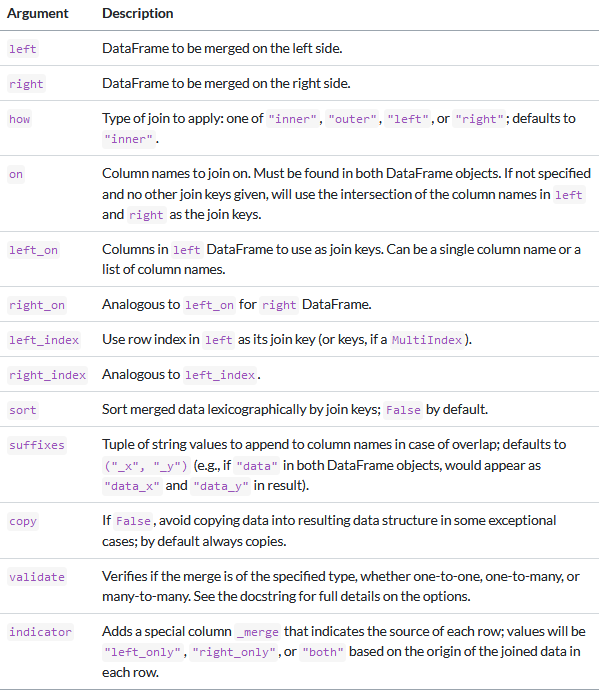 Argument Description
left DataFrame to be merged on the left side.
right DataFrame to be merged on the right side.
how Type of join to apply: one of "inner", "outer", "left", or "right"; defaults to
"inner".
on Column names to join on. Must be found in both DataFrame objects. If not specified
and no other join keys given, will use the intersection of the column names in left
and right as the join keys.
left_on Columns in left DataFrame to use as join keys. Can be a single column name or a
list of column names.
right_on Analogous to left_on for right DataFrame.
left_index Use row index in left as its join key (or keys, if a MultiIndex).
right_index Analogous to left_index.
sort Sort merged data lexicographically by join keys; False by default.
suffixes Tuple of string values to append to column names in case of overlap; defaults to
("_x", "_y") (e.g., if "data" in both DataFrame objects, would appear as
"data_x" and "data_y" in result).
copy If False, avoid copying data into resulting data structure in some exceptional
cases; by default always copies.
validate Verifies if the merge is of the specified type, whether one-to-one, one-to-many, or
many-to-many. See the docstring for full details on the options.
indicator Adds a special column _merge that indicates the source of each row; values will be
"left_only", "right_only", or "both" based on the origin of the joined data in
each row.